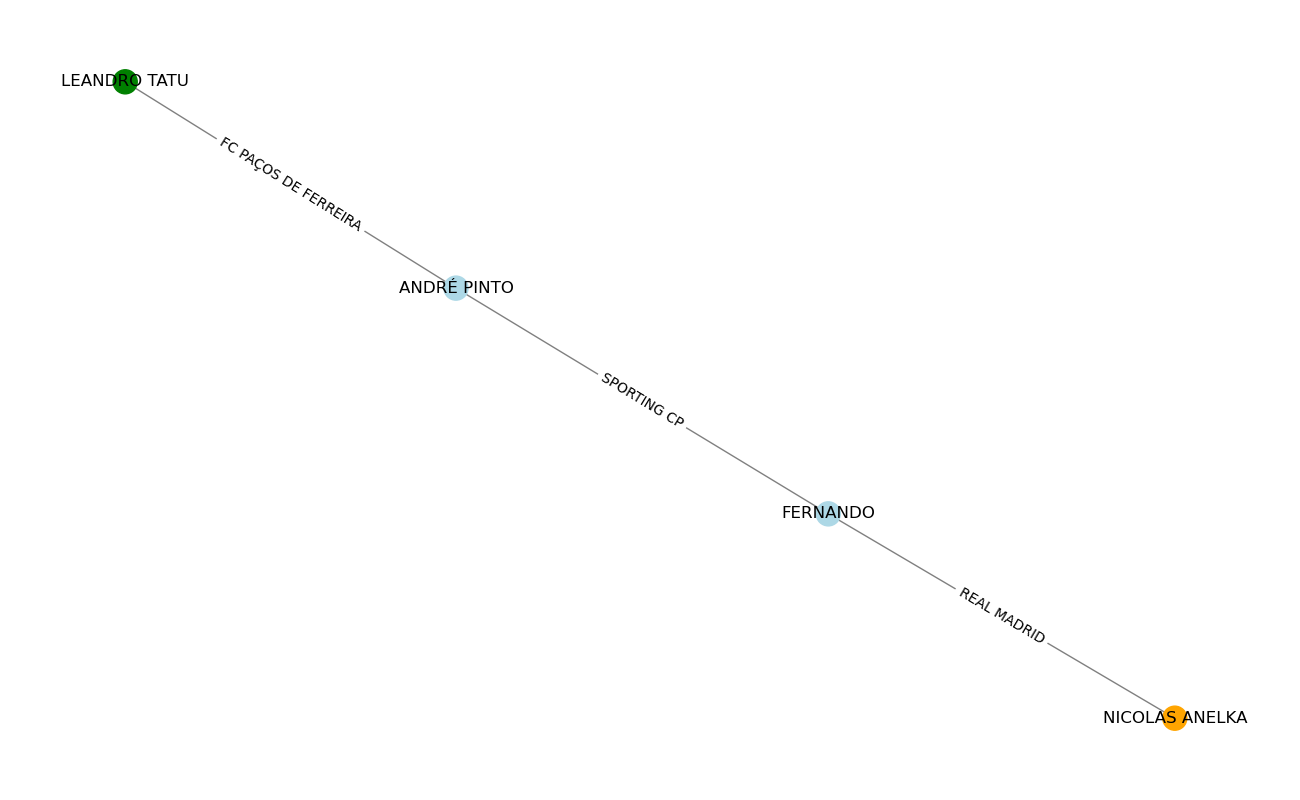 LEANDRO TATU
FC PAÇOS DE FERREIRA
ANDRÉ PINTO
SPORTING CP
FERNANDO
REAL MADRID
NICOLAS ANELKA